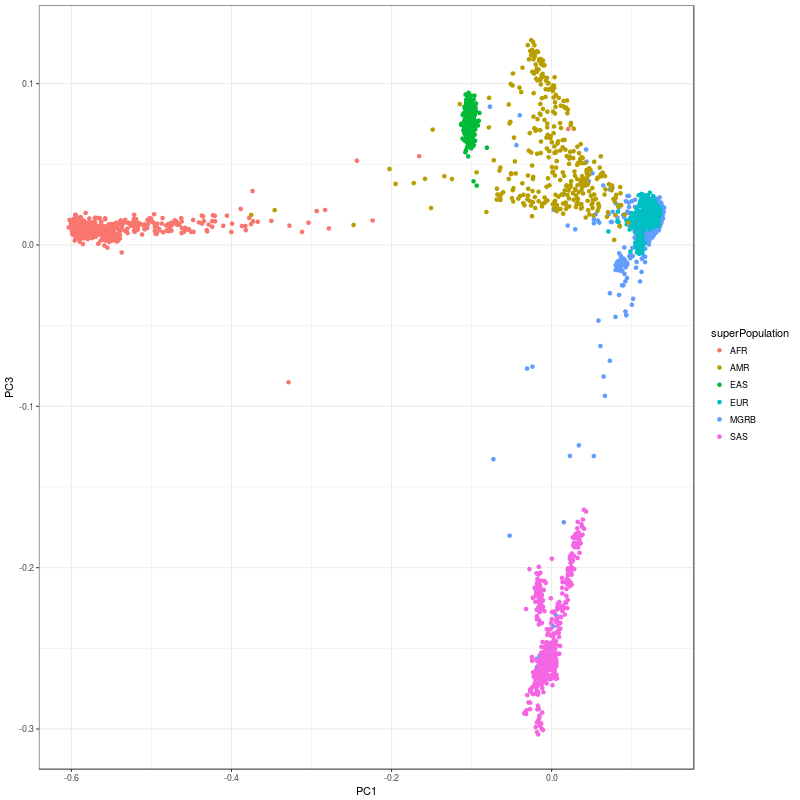 0.1
0.0
-0.1
-0.2
-0.3
PC3
-0.6
-0.4
-0.2
0.0
PC1
superPopulation
AFR
AMR
EAS
EUR
MGRB
SAS